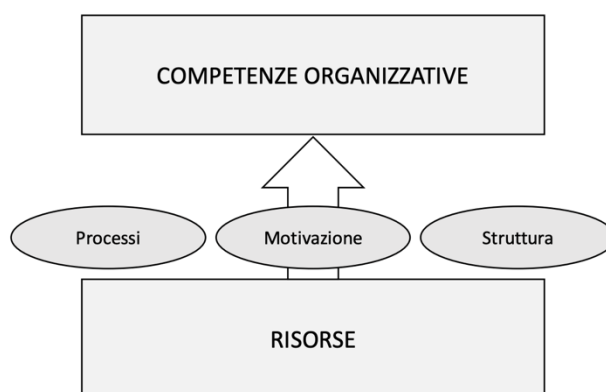 COMPETENZE ORGANIZZATIVE
Processi
Motivazione
Struttura
RISORSE